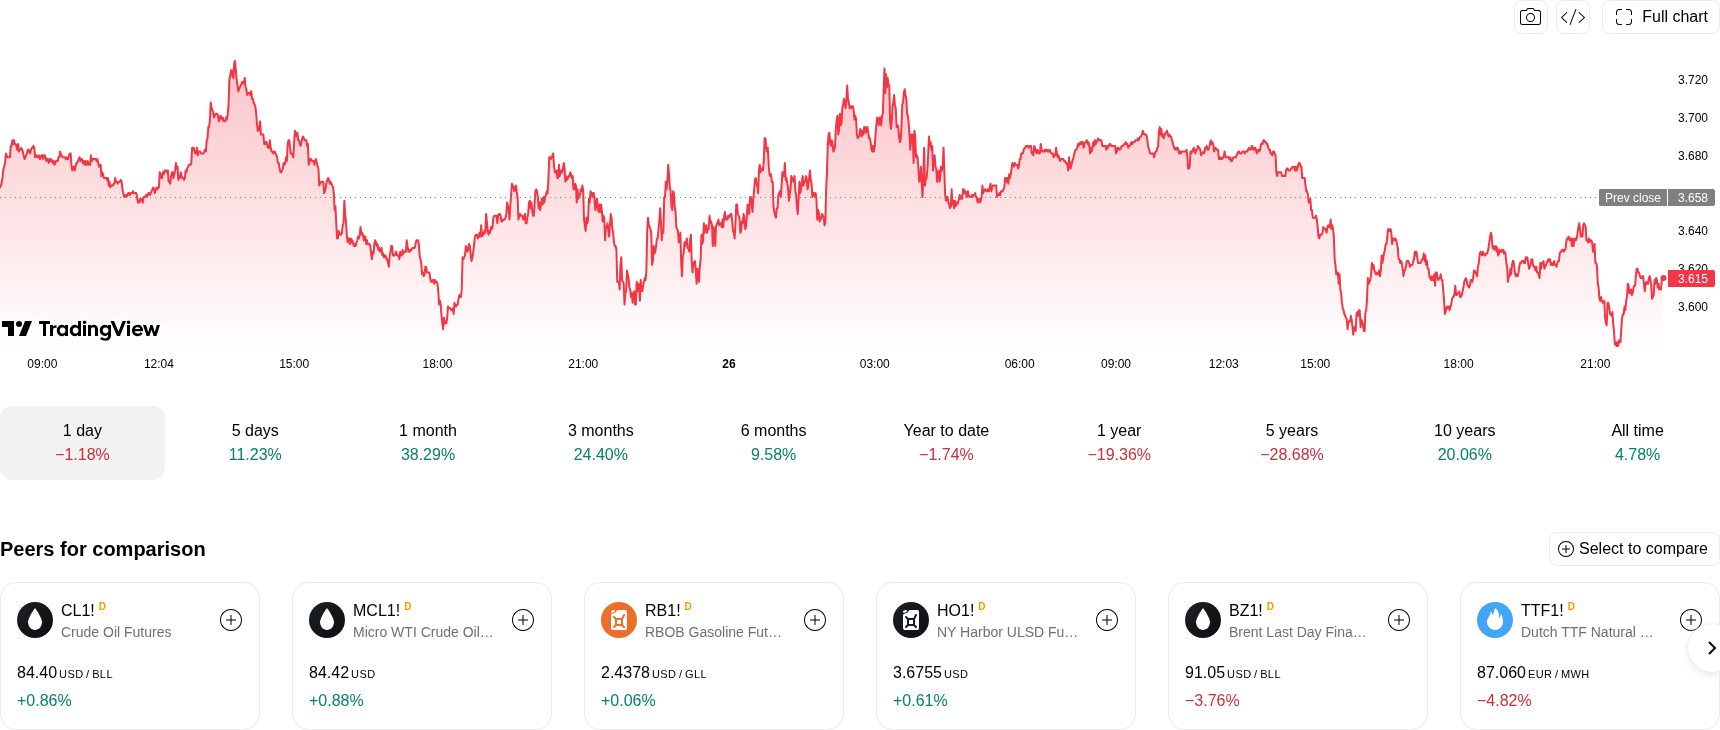 </> Full chart
3.720
3.700
3.680
Prev close 3.658
3.640
3.620
3.615
3.600
TradingView
09:00 12:04 15:00 18:00 21:00 26 03:00 06:00 09:00 12:03 15:00 18:00 21:00
1 day 5 days 1 month 3 months 6 months Year to date 1 year 5 years 10 years All time
−1.18% 11.23% 38.29% 24.40% 9.58% −1.74% −19.36% −28.68% 20.06% 4.78%
Peers for comparison
Select to compare
CL1! D
Crude Oil Futures
84.40 USD / BLL
+0.86%
MCL1! D
Micro WTI Crude Oil…
84.42 USD
+0.88%
RB1! D
RBOB Gasoline Fut…
2.4378 USD / GLL
+0.06%
HO1! D
NY Harbor ULSD Fu…
3.6755 USD
+0.61%
BZ1! D
Brent Last Day Fina…
91.05 USD / BLL
−3.76%
TTF1! D
Dutch TTF Natural …
87.060 EUR / MWH
−4.82%